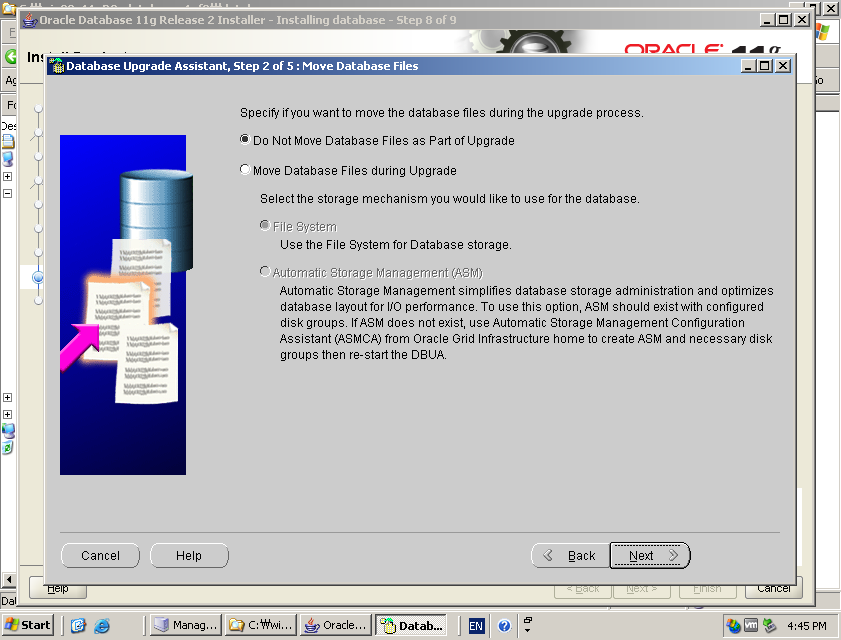 Oracle Database 11g Release 2 Installer - Installing database - Step 8 of 9
ORACLE 11g
Database Upgrade Assistant, Step 2 of 5 : Move Database Files
Specify if you want to move the database files during the upgrade process.
Do Not Move Database Files as Part of Upgrade
Move Database Files during Upgrade
Select the storage mechanism you would like to use for the database.
File System
Use the File System for Database storage.
Automatic Storage Management (ASM)
Automatic Storage Management simplifies database storage administration and optimizes
database layout for I/O performance. To use this option, ASM should exist with configured
disk groups. If ASM does not exist, use Automatic Storage Management Configuration
Assistant (ASMCA) from Oracle Grid Infrastructure home to create ASM and necessary disk
groups then re-start the DBUA.
Cancel
Help
Back
Next
Help
< Back
Next >
Finish
Cancel
Start
Manag...
C:₩wi...
Oracle...
Datab...
EN
4:45 PM